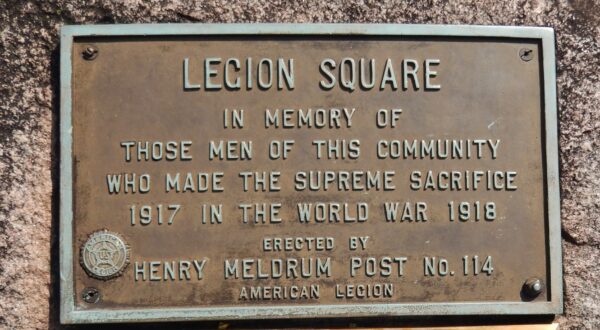 LEGION SQUARE
IN MEMORY OF
THOSE MEN OF THIS COMMUNITY
WHO MADE THE SUPREME SACRIFICE
1917 IN THE WORLD WAR 1918
ERECTED BY
HENRY MELDRUM POST NO. 114
AMERICAN LEGION